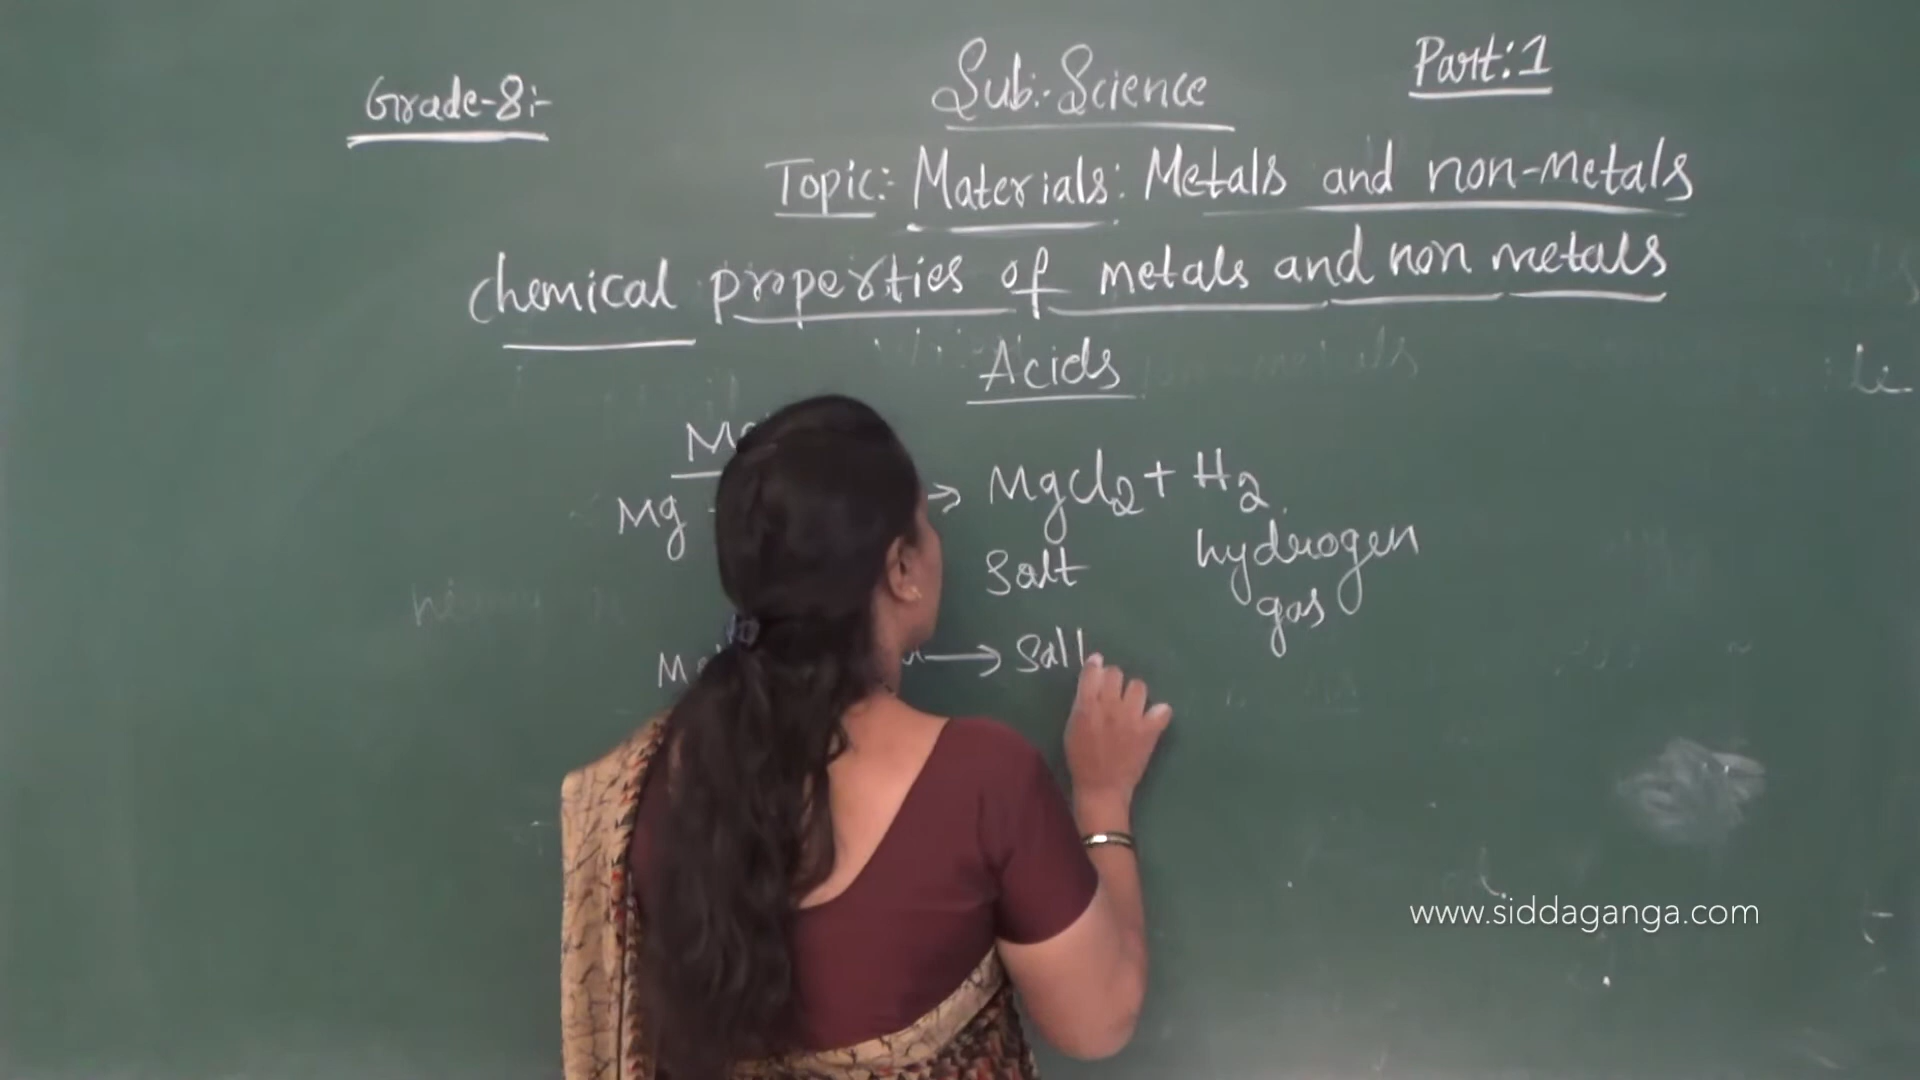 Grade-8:-
Sub:-Science
Part:1
Topic:- Materials: Metals and non-metals
chemical properties of metals and non metals
Acids
Mg → MgCl2 + H2
Salt hydrogen
gas
→ Salt
www.siddaganga.com